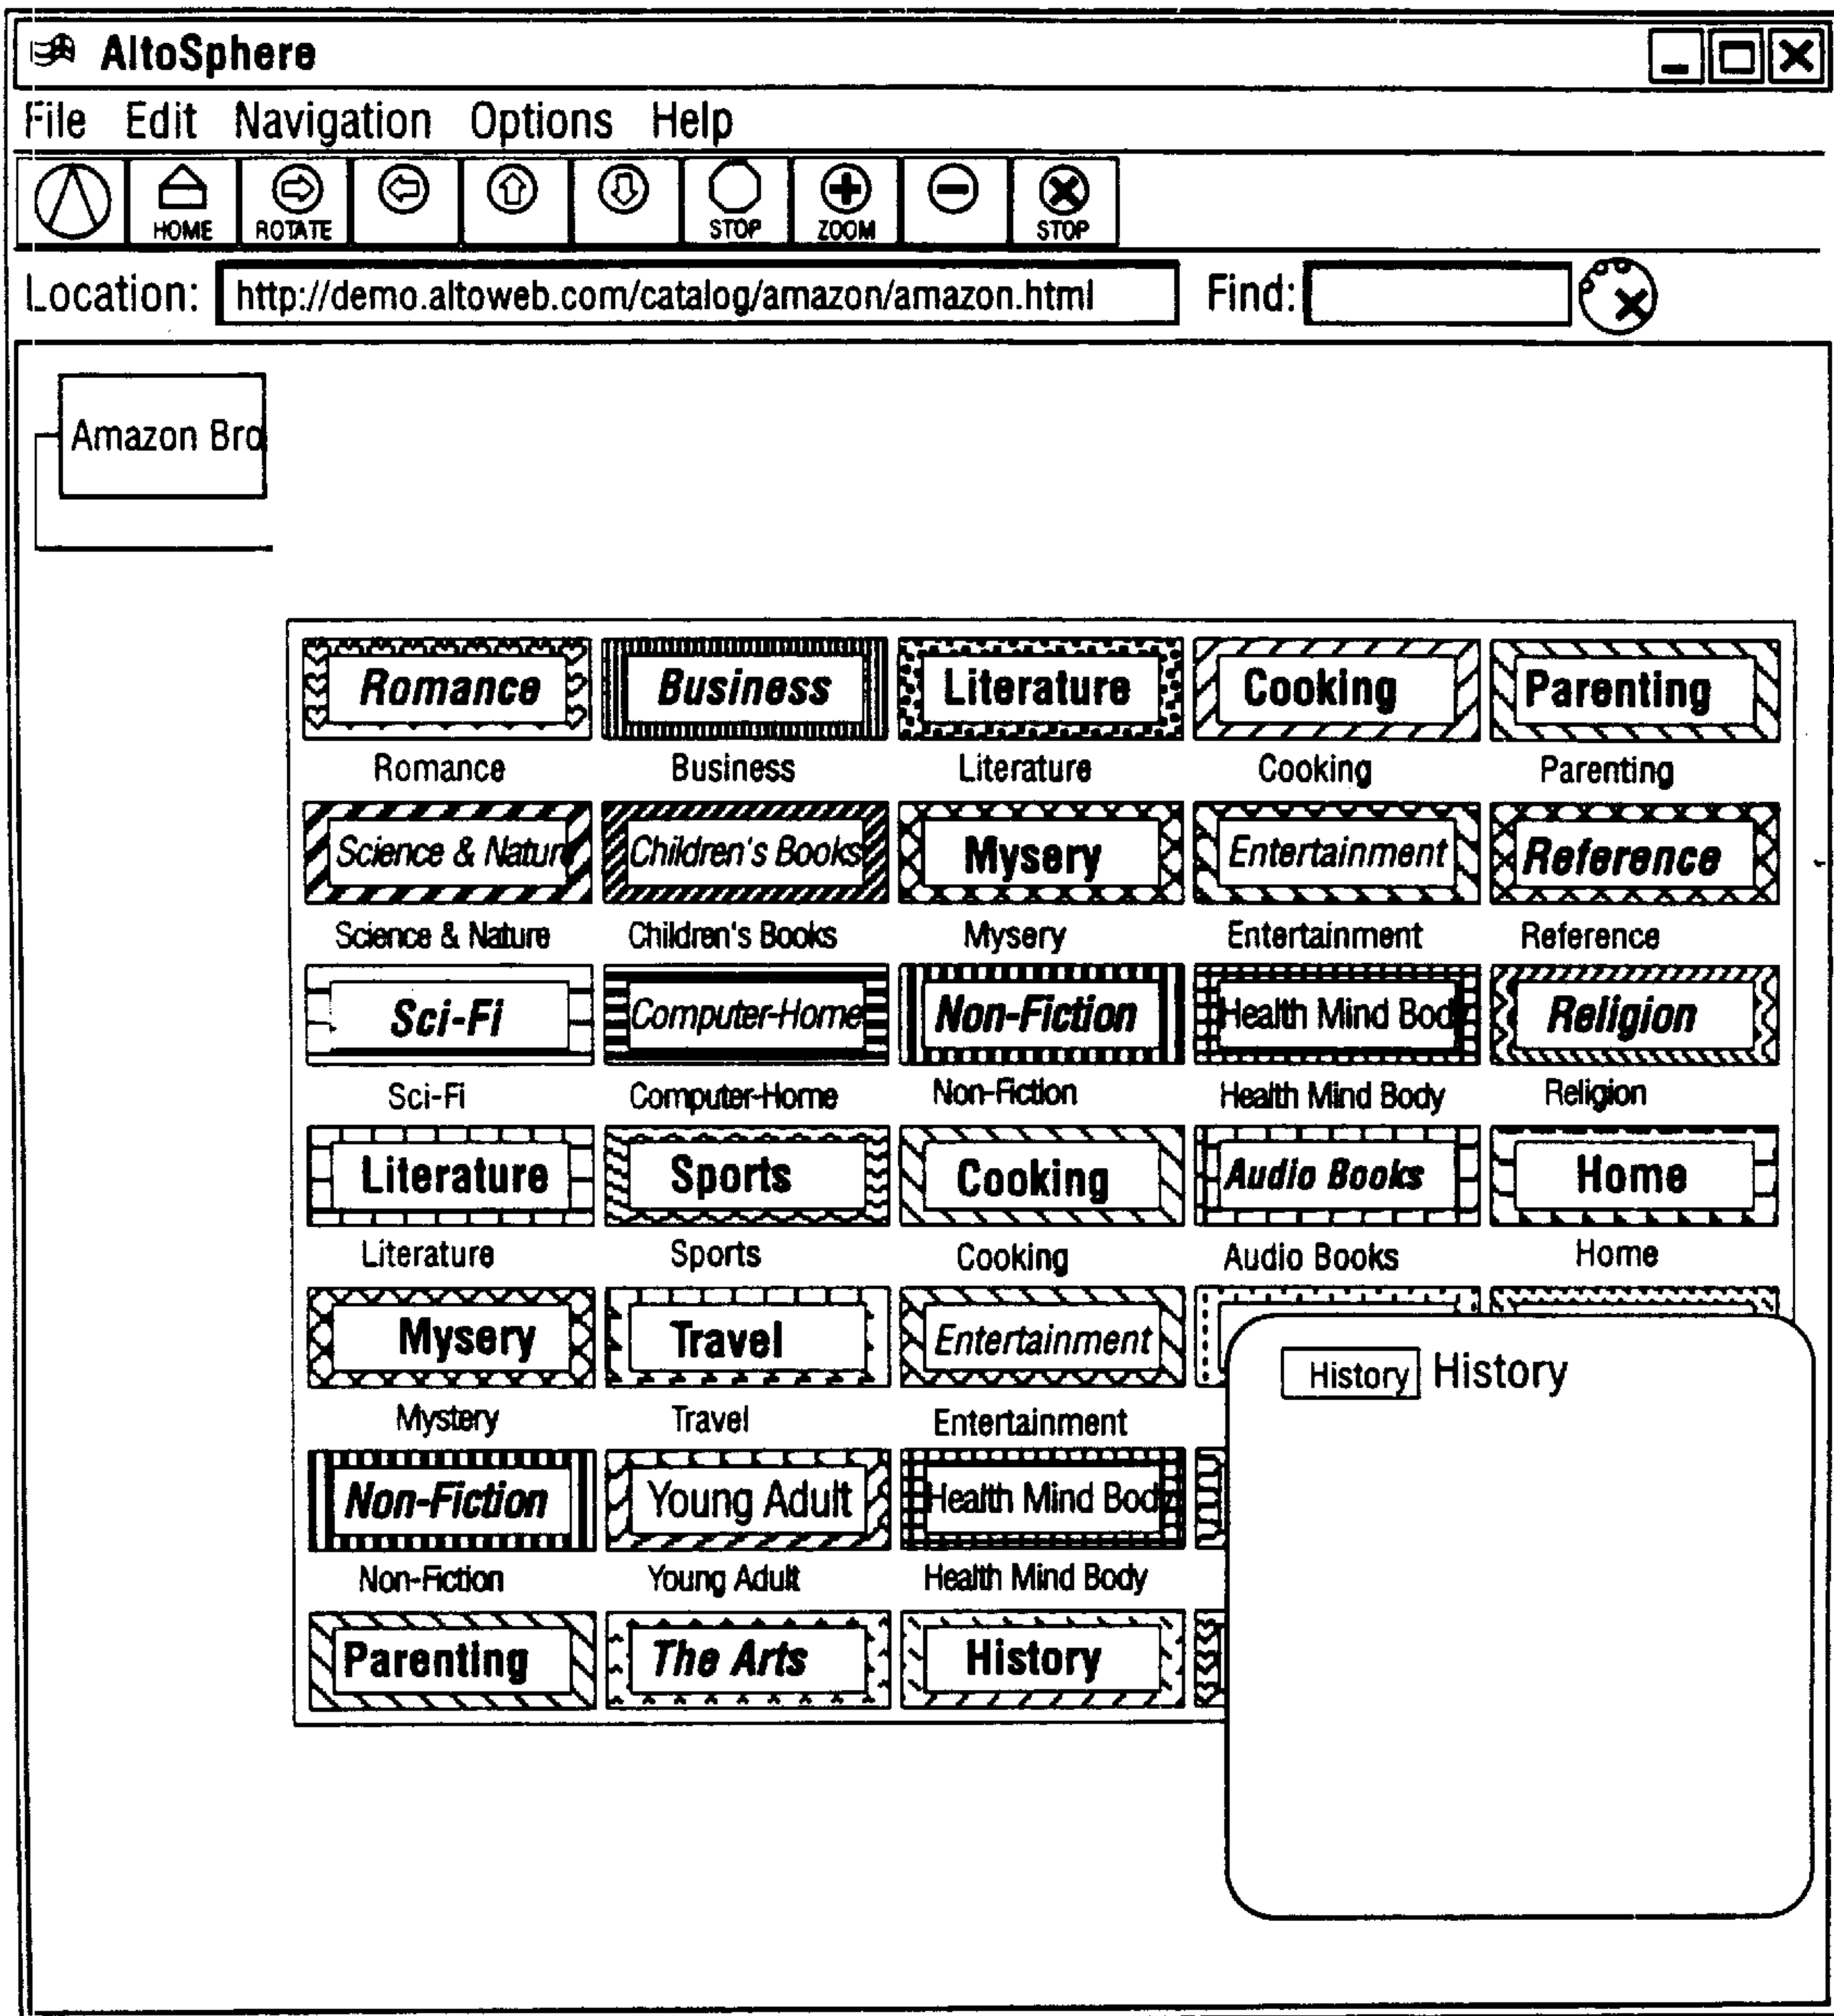 AltoSphere
File Edit Navigation Options Help
HOME ROTATE STOP ZOOM STOP
Location: http://demo.altoweb.com/catalog/amazon/amazon.html Find:
Amazon Bro
Romance Business Literature Cooking Parenting
Romance Business Literature Cooking Parenting
Science & Nature Children's Books Mysery Entertainment Reference
Science & Nature Children's Books Mysery Entertainment Reference
Sci-Fi Computer-Home Non-Fiction Health Mind Body Religion
Sci-Fi Computer-Home Non-Fiction Health Mind Body Religion
Literature Sports Cooking Audio Books Home
Literature Sports Cooking Audio Books Home
Mysery Travel Entertainment
History History
Mystery Travel Entertainment
Non-Fiction Young Adult Health Mind Body
Non-Fiction Young Adult Health Mind Body
Parenting The Arts History